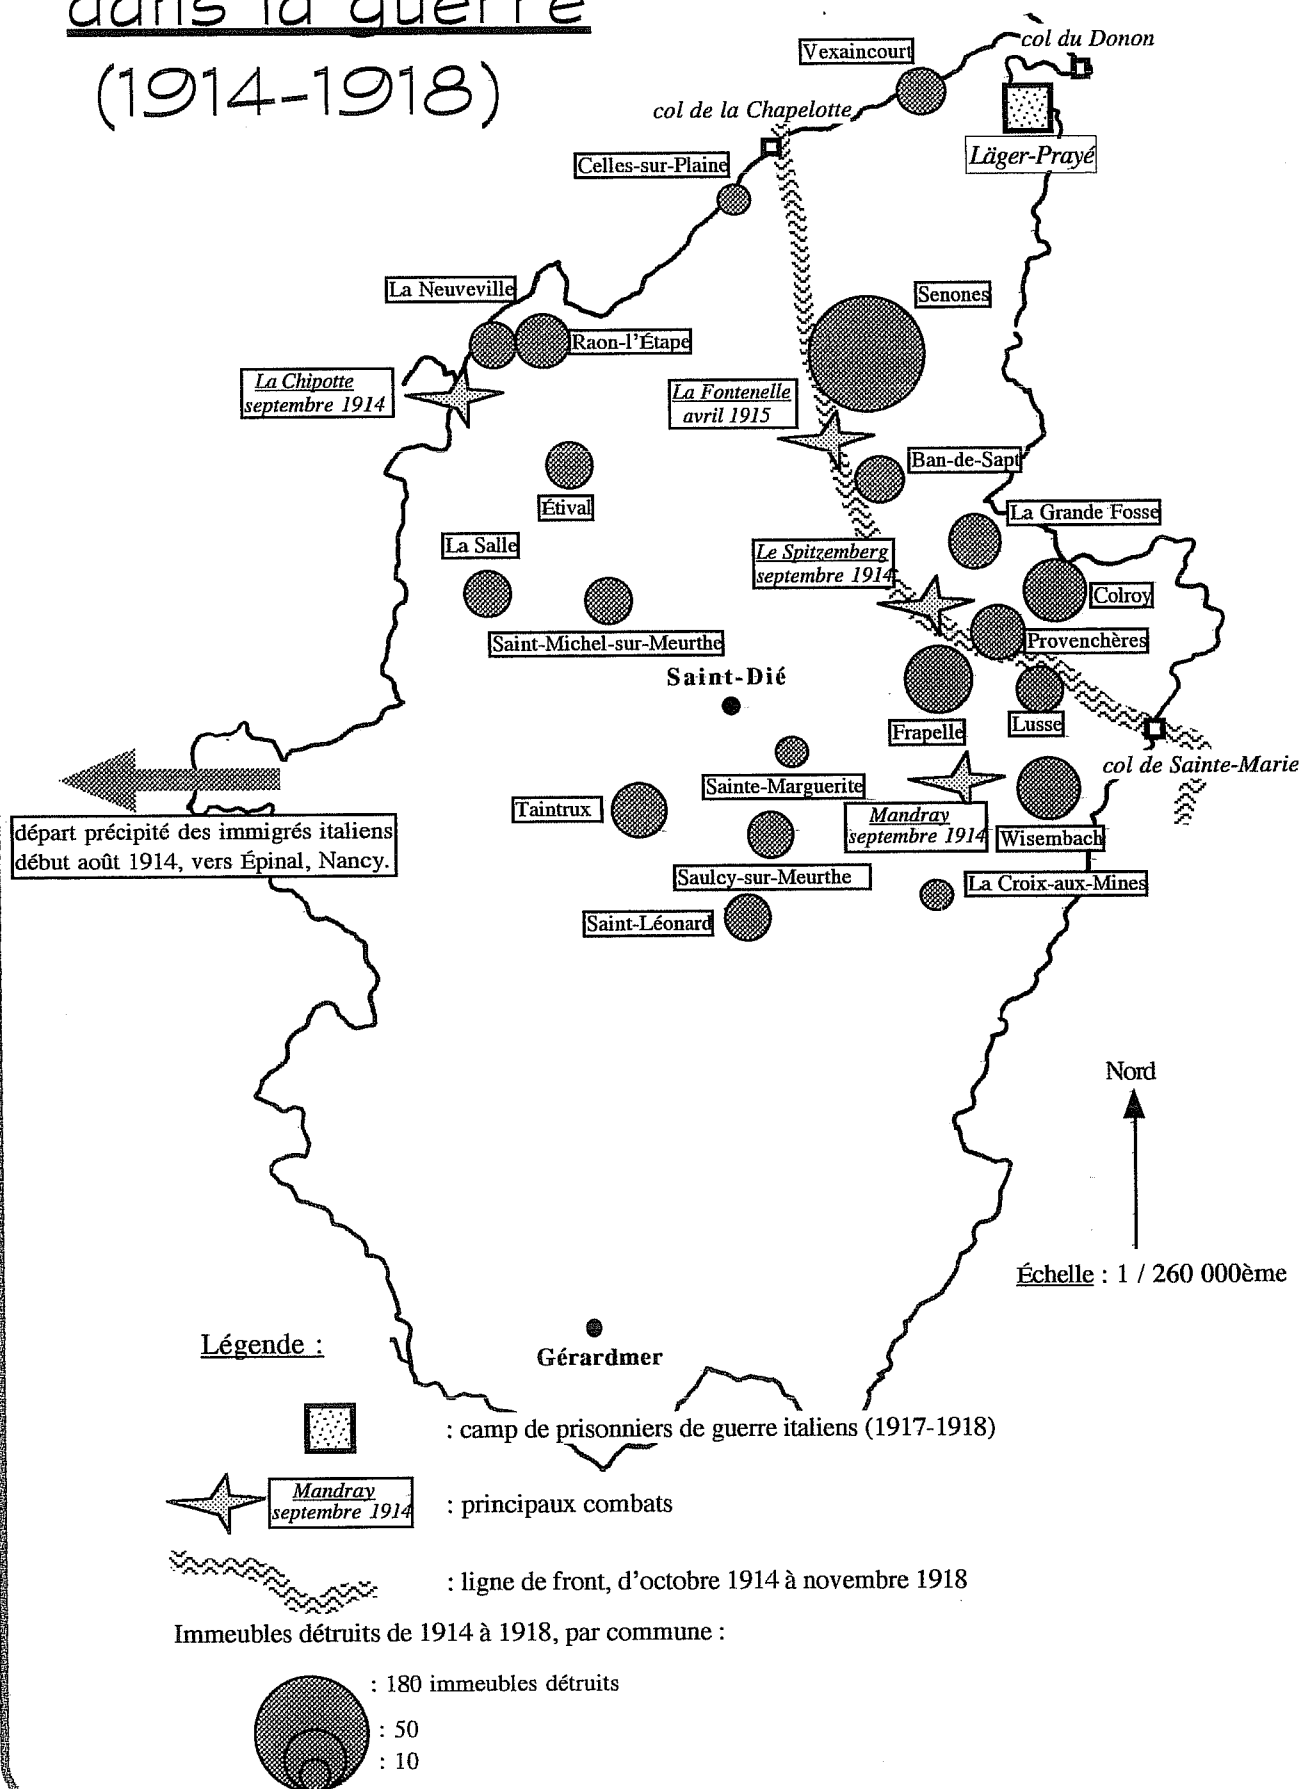 dans la guerre
(1914-1918)
col du Donon
Vexaincourt
col de la Chapelotte
Läger-Prayé
Celles-sur-Plaine
La Neuveville
Senones
Raon-l'Étape
La Chipotte
septembre 1914
La Fontenelle
avril 1915
Ban-de-Sapt
Étival
La Grande Fosse
La Salle
Le Spitzemberg
septembre 1914
Colroy
Provenchères
Saint-Michel-sur-Meurthe
Saint-Dié
Frapelle
Lusse
col de Sainte-Marie
Sainte-Marguerite
Taintrux
Mandray
septembre 1914
Wisembach
départ précipité des immigrés italiens
début août 1914, vers Épinal, Nancy.
Saulcy-sur-Meurthe
La Croix-aux-Mines
Saint-Léonard
Nord
Échelle : 1 / 260 000ème
Légende :
Gérardmer
: camp de prisonniers de guerre italiens (1917-1918)
Mandray
septembre 1914
: principaux combats
: ligne de front, d'octobre 1914 à novembre 1918
Immeubles détruits de 1914 à 1918, par commune :
: 180 immeubles détruits
: 50
: 10